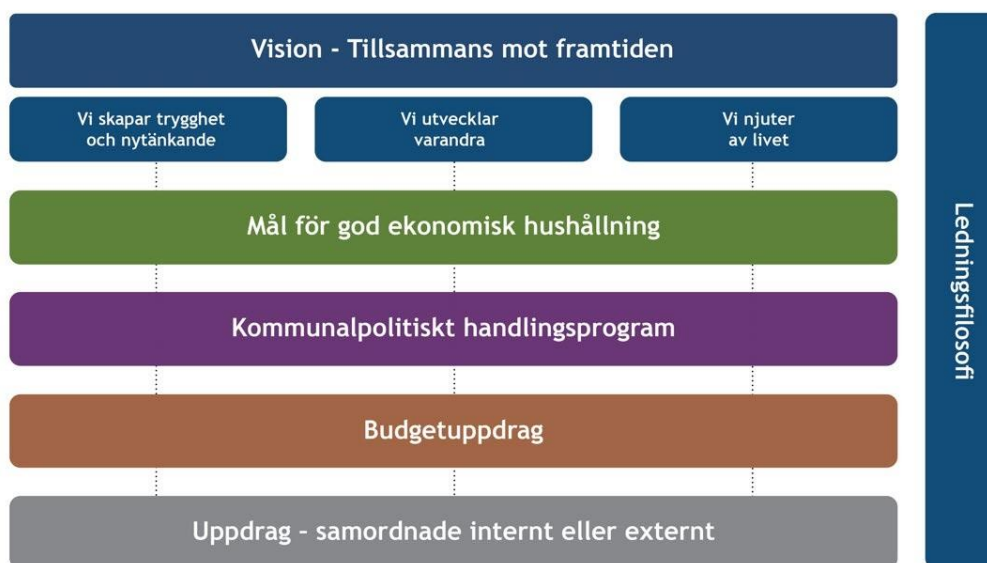 Vision - Tillsammans mot framtiden
Vi skapar trygghet
och nytänkande
Vi utvecklar
varandra
Vi njuter
av livet
Mål för god ekonomisk hushållning
Kommunalpolitiskt handlingsprogram
Budgetuppdrag
Uppdrag - samordnade internt eller externt
Ledningsfilosofi